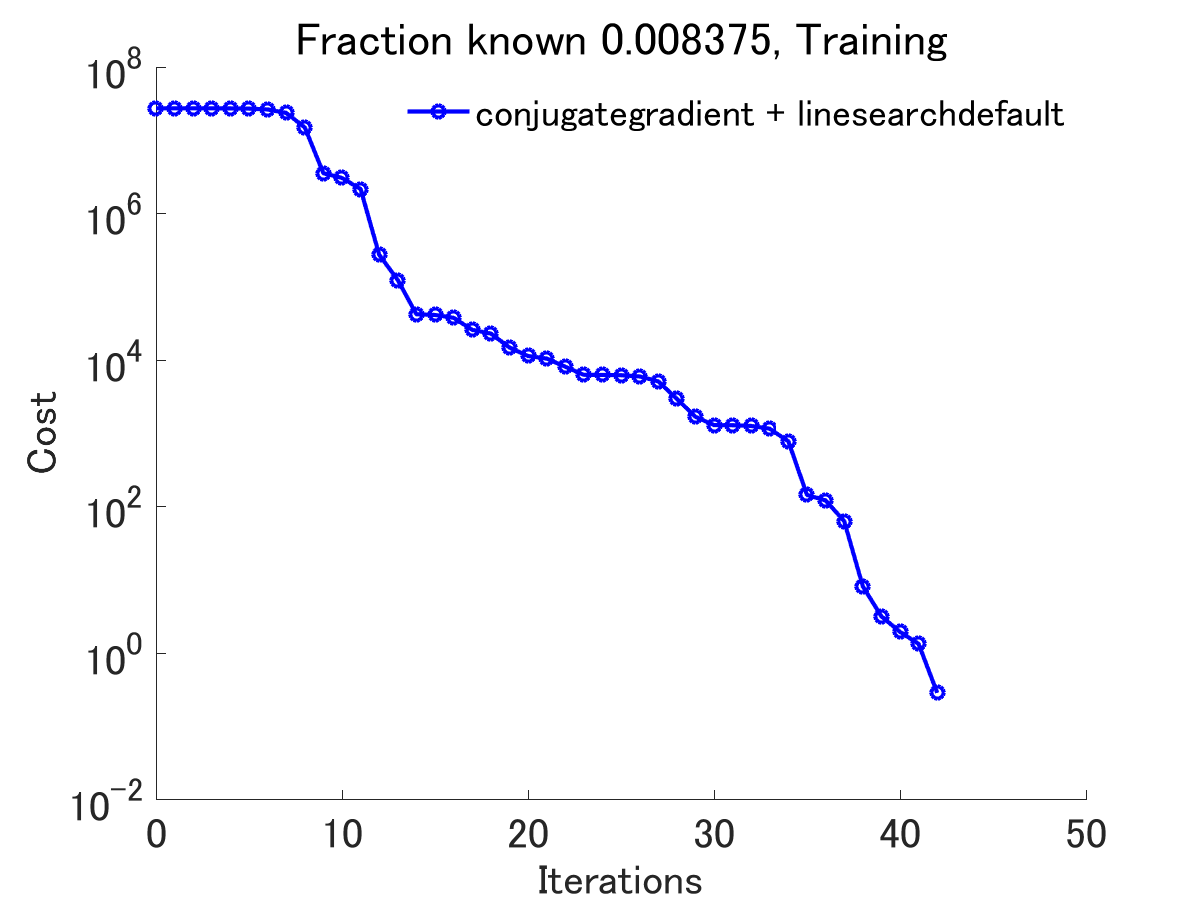 Fraction known 0.008375, Training
conjugategradient + linesearchdefault
10^8
10^6
10^4
10^2
10^0
10^-2
Cost
0 10 20 30 40 50
Iterations